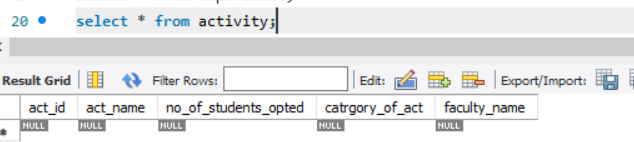 20 select * from activity;
Result Grid Filter Rows: Edit: Export/Import:
act_id act_name no_of_students_opted catrgory_of_act faculty_name
* NULL NULL NULL NULL NULL